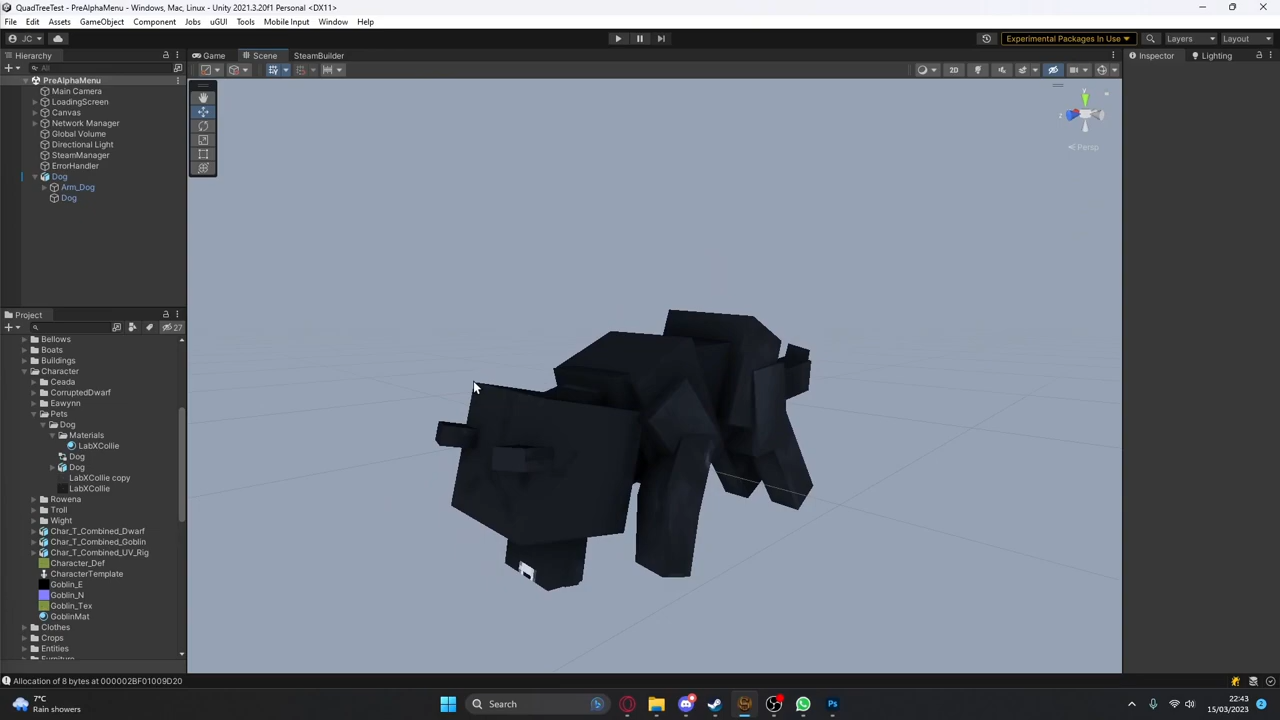 QuadTreeTest - PreAlphaMenu - Windows, Mac, Linux - Unity 2021.3.20f1 Personal <DX11>
File Edit Assets GameObject Component Jobs uGUI Tools Mobile Input Window Help
JC Experimental Packages In Use Layers Layout
Hierarchy Game Scene SteamBuilder Inspector Lighting
All 2D
PreAlphaMenu
Main Camera
LoadingScreen
Canvas
Network Manager
Global Volume
Directional Light
SteamManager
ErrorHandler
Dog
Arm_Dog
Dog
y
z
Persp
Project
27
Bellows
Boats
Buildings
Character
Ceada
CorruptedDwarf
Eawynn
Pets
Dog
Materials
LabXCollie
Dog
Dog
LabXCollie copy
LabXCollie
Rowena
Troll
Wight
Char_T_Combined_Dwarf
Char_T_Combined_Goblin
Char_T_Combined_UV_Rig
Character_Def
CharacterTemplate
Goblin_E
Goblin_N
Goblin_Tex
GoblinMat
Clothes
Crops
Entities
Furniture
Allocation of 8 bytes at 000002BF01009D20
7°C
Rain showers
Search
22:43
15/03/2023